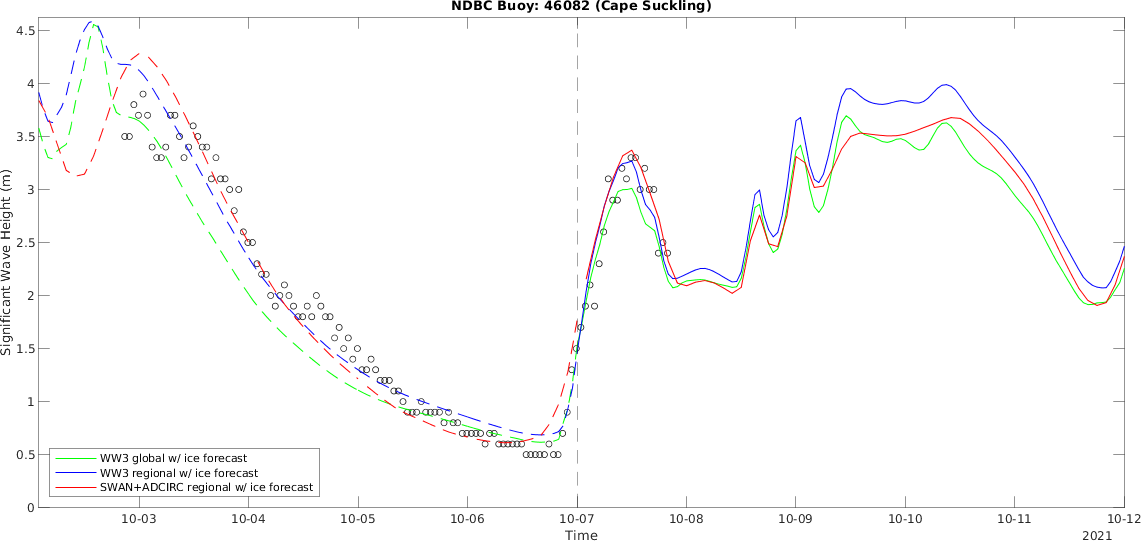 NDBC Buoy: 46082 (Cape Suckling)
4.5
4
3.5
3
2.5
2
1.5
1
0.5
0
Significant Wave Height (m)
WW3 global w/ ice forecast
WW3 regional w/ ice forecast
SWAN+ADCIRC regional w/ ice forecast
10-03 10-04 10-05 10-06 10-07 10-08 10-09 10-10 10-11 10-12
Time
2021